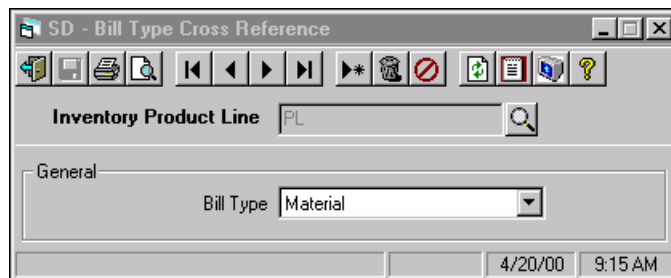 SD - Bill Type Cross Reference
Inventory Product Line PL
General
Bill Type Material
4/20/00 9:15 AM